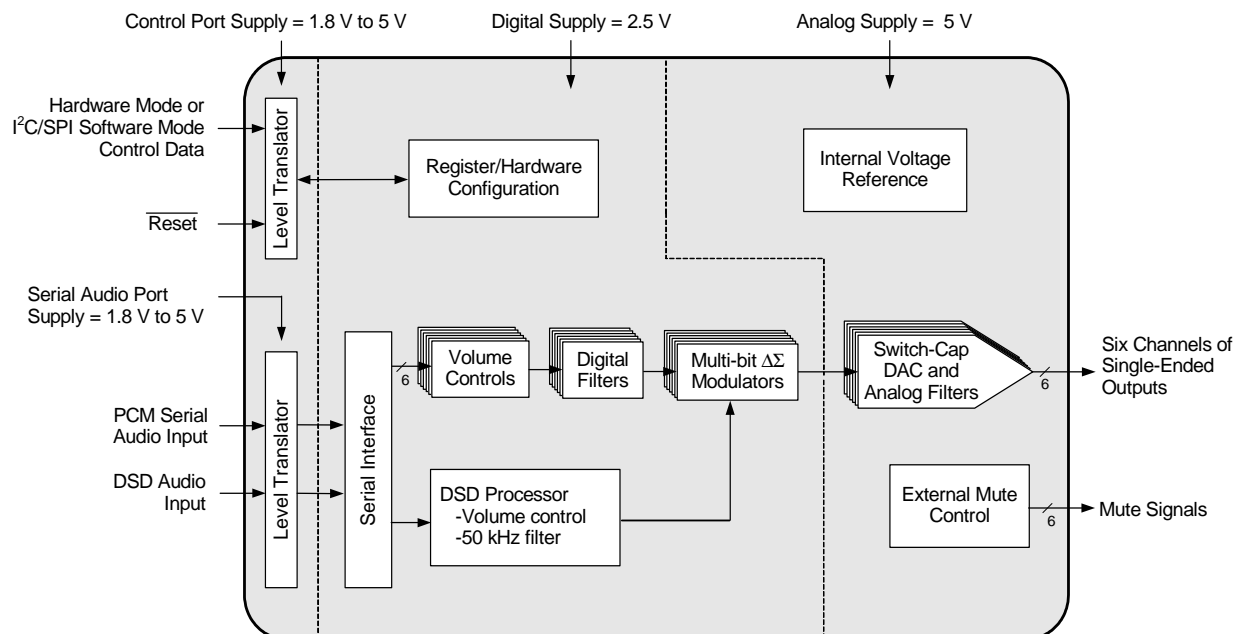 Control Port Supply = 1.8 V to 5 V
Digital Supply = 2.5 V
Analog Supply = 5 V
Hardware Mode or
I²C/SPI Software Mode
Control Data
Reset
Level Translator
Register/Hardware
Configuration
Internal Voltage
Reference
Serial Audio Port
Supply = 1.8 V to 5 V
PCM Serial
Audio Input
DSD Audio
Input
Level Translator
Serial Interface
6
Volume
Controls
Digital
Filters
Multi-bit ΔΣ
Modulators
Switch-Cap
DAC and
Analog Filters
6
Six Channels of
Single-Ended
Outputs
DSD Processor
-Volume control
-50 kHz filter
External Mute
Control
6
Mute Signals